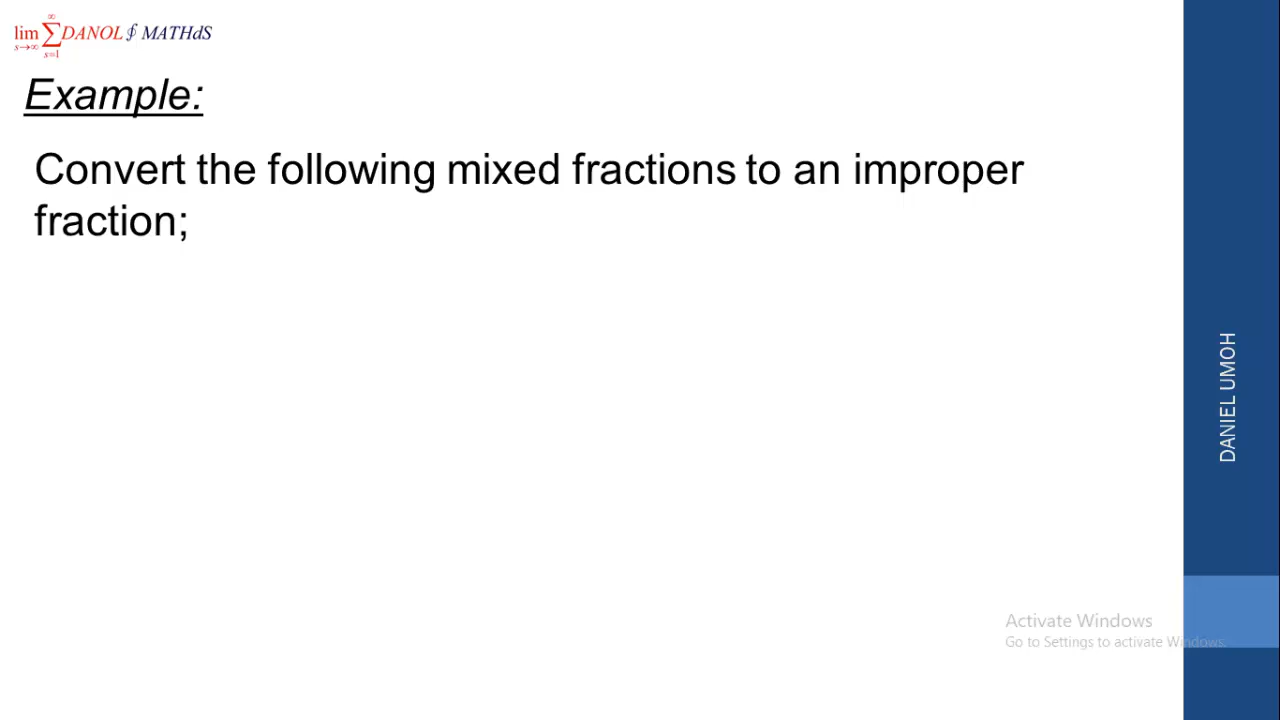 lim s→∞ ∑ s=1 ∞ DANOL ∮ MATHdS
Example:
Convert the following mixed fractions to an improper
fraction;
DANIEL UMOH
Activate Windows
Go to Settings to activate Windows.